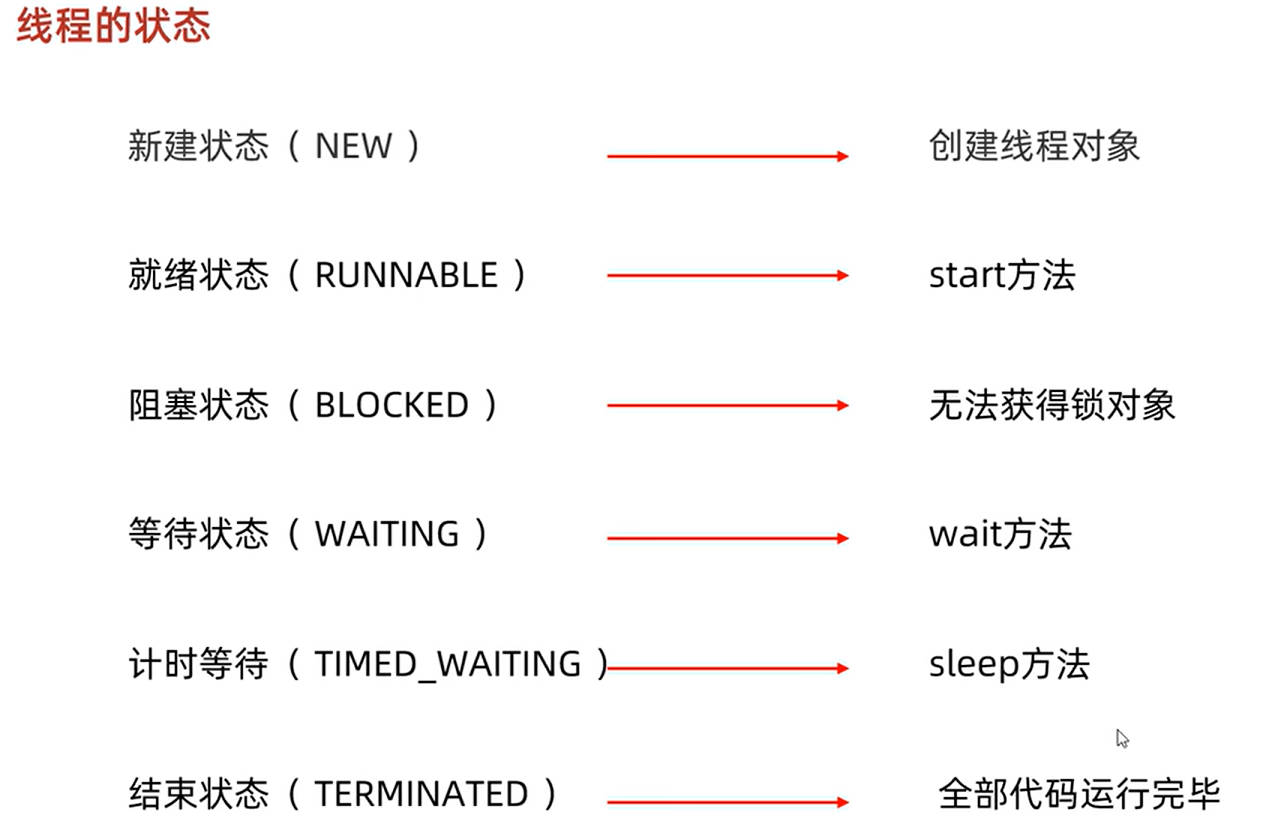 线程的状态
新建状态（ NEW ） 创建线程对象
就绪状态（ RUNNABLE ） start方法
阻塞状态（ BLOCKED ） 无法获得锁对象
等待状态（ WAITING ） wait方法
计时等待（ TIMED_WAITING ） sleep方法
结束状态（ TERMINATED ） 全部代码运行完毕